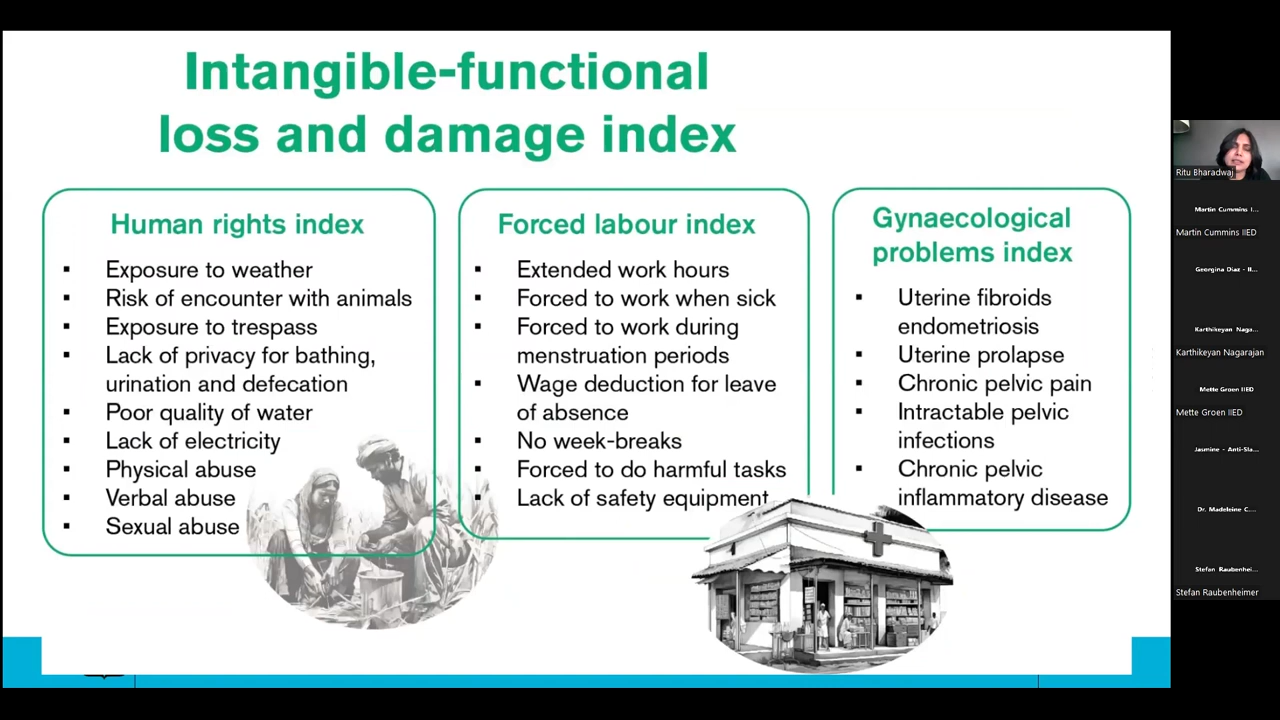 Intangible-functional
loss and damage index
Human rights index
▪ Exposure to weather
▪ Risk of encounter with animals
▪ Exposure to trespass
▪ Lack of privacy for bathing,
urination and defecation
▪ Poor quality of water
▪ Lack of electricity
▪ Physical abuse
▪ Verbal abuse
▪ Sexual abuse
Forced labour index
▪ Extended work hours
▪ Forced to work when sick
▪ Forced to work during
menstruation periods
▪ Wage deduction for leave
of absence
▪ No week-breaks
▪ Forced to do harmful tasks
▪ Lack of safety equipment
Gynaecological
problems index
▪ Uterine fibroids
endometriosis
▪ Uterine prolapse
▪ Chronic pelvic pain
▪ Intractable pelvic
infections
▪ Chronic pelvic
inflammatory disease
Ritu Bharadwaj
Martin Cummins I...
Martin Cummins IIED
Georgina Diaz - II...
Karthikeyan Naga...
Karthikeyan Nagarajan
Mette Groen IIED
Mette Groen IIED
Jasmine - Anti-Sla...
Dr. Madeleine C....
Stefan Raubenhei...
Stefan Raubenheimer